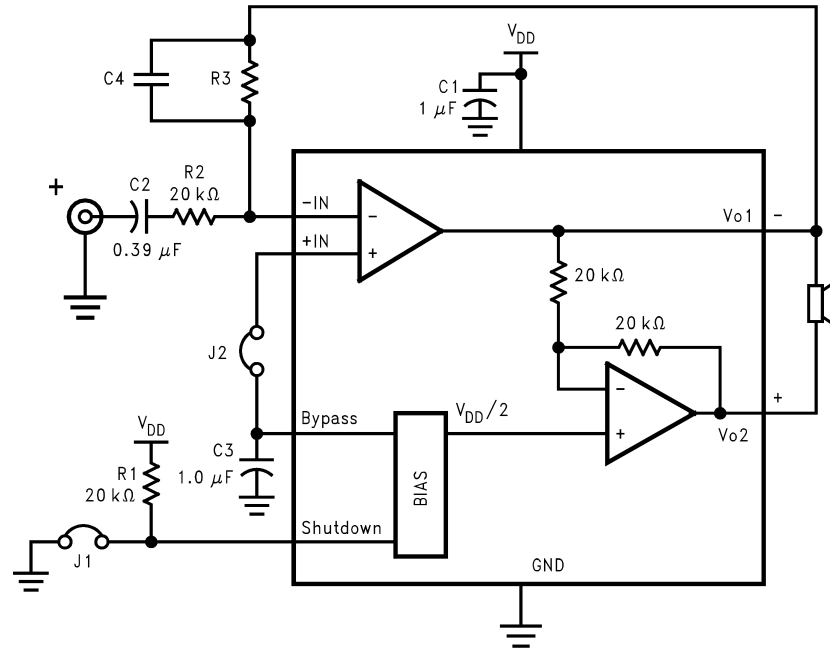 VDD
C4
R3
C1
1 μF
+
C2
R2
20 kΩ
0.39 μF
-IN
+IN
-
+
Vo1
-
20 kΩ
20 kΩ
J2
Bypass
VDD/2
-
+
+
Vo2
VDD
R1
20 kΩ
C3
1.0 μF
BIAS
Shutdown
J1
GND